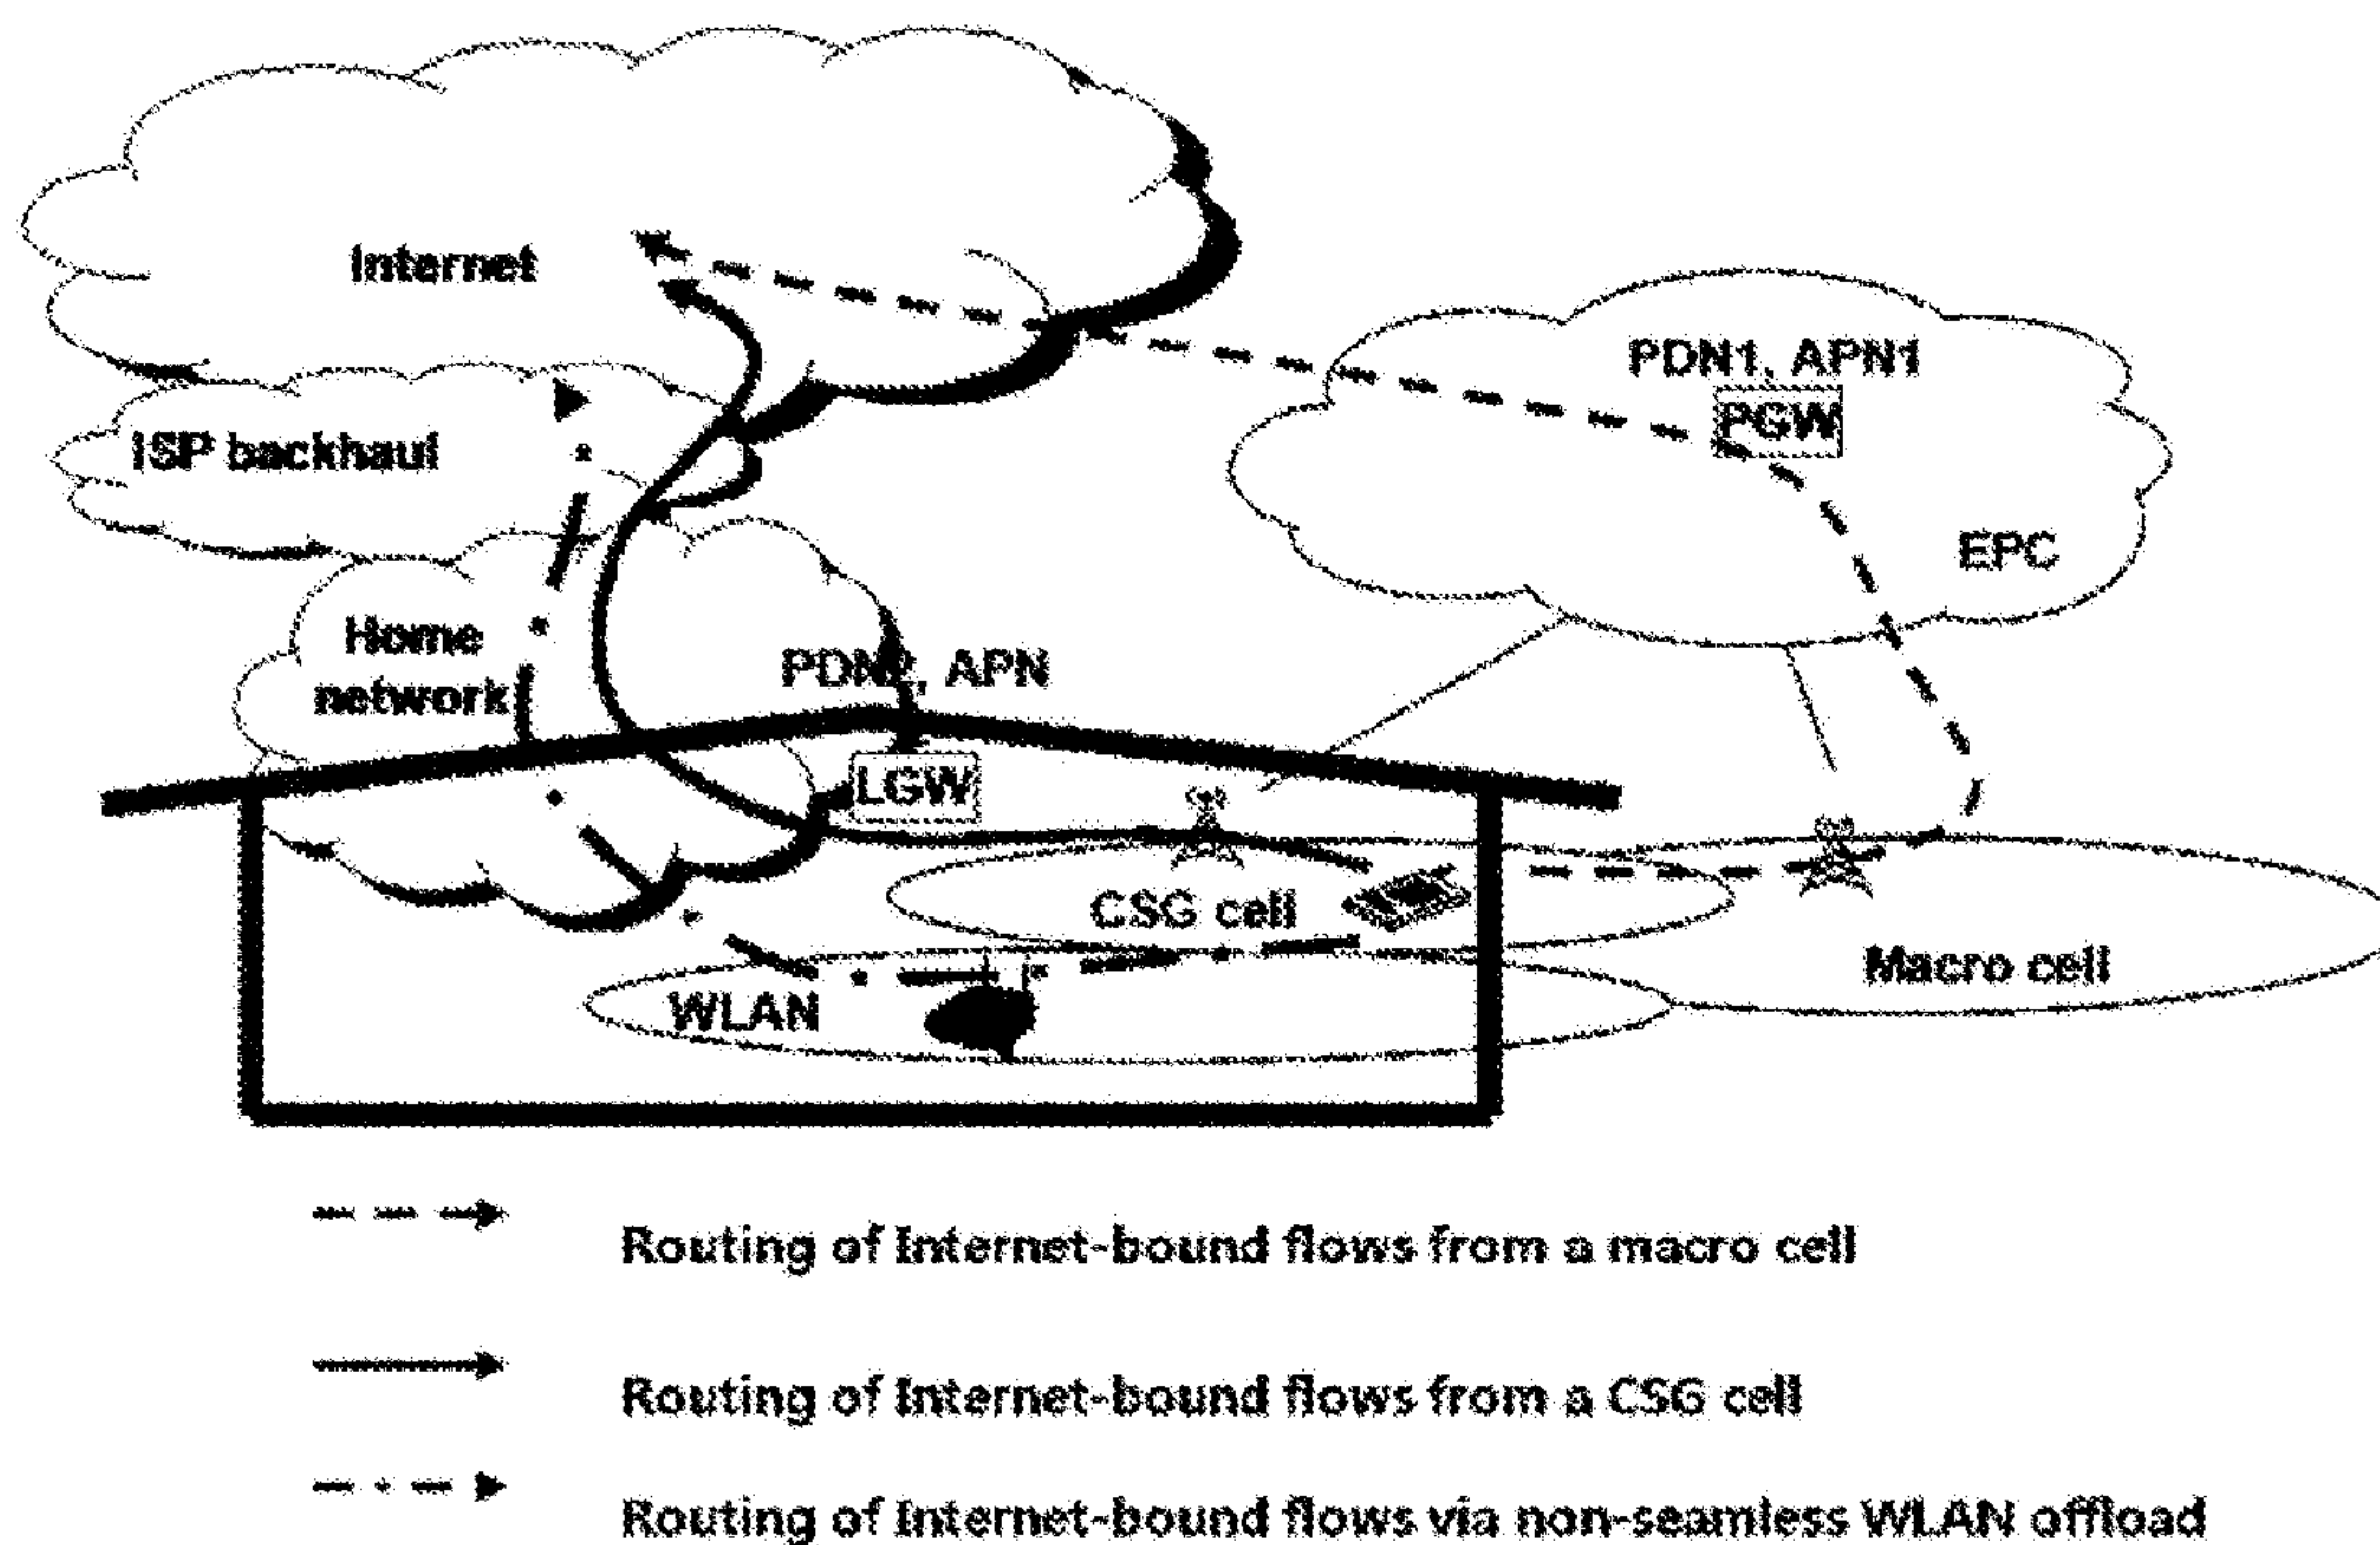 Internet
PDN1, APN1
PGW
ISP backhaul
EPC
Home
network
PDN2, APN
LGW
CSG cell
Macro cell
WLAN
Routing of Internet-bound flows from a macro cell
Routing of Internet-bound flows from a CSG cell
Routing of Internet-bound flows via non-seamless WLAN offload